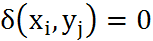 δ(xᵢ,yⱼ) = 0